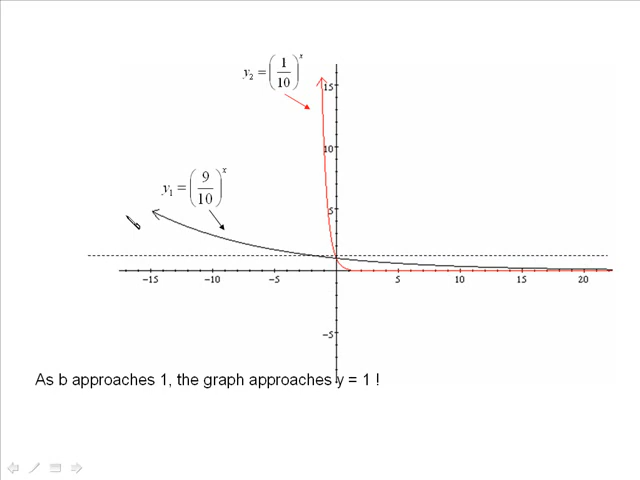 y₂ = (1/10)ˣ
15
10
y₁ = (9/10)ˣ
5
−15 −10 −5 5 10 15 20
−5
As b approaches 1, the graph approaches y = 1 !